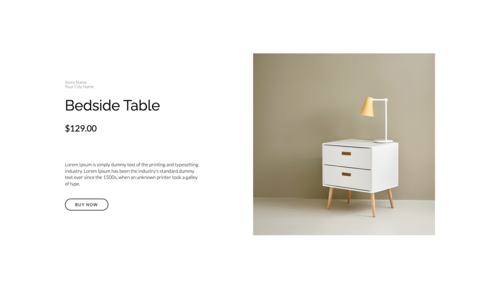 Store Name
Your City Name
Bedside Table
$129.00
Lorem Ipsum is simply dummy text of the printing and typesetting
industry. Lorem Ipsum has been the industry's standard dummy
text ever since the 1500s, when an unknown printer took a galley
of type.
BUY NOW